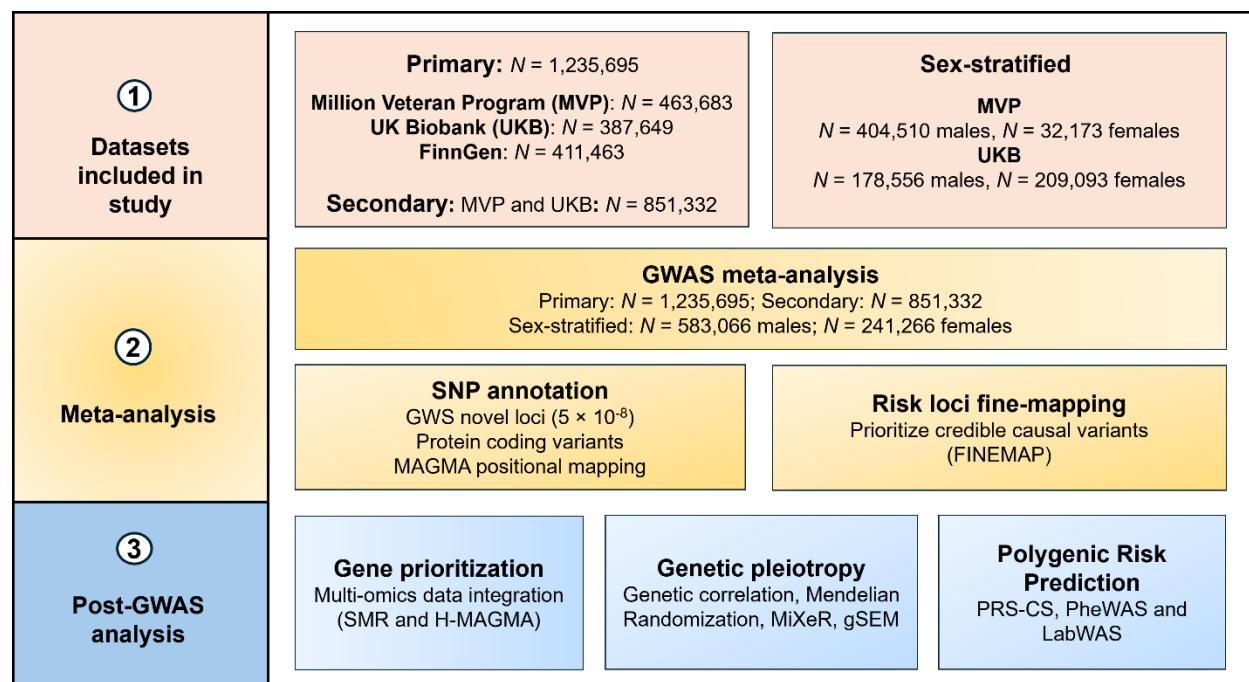 1
Datasets
included in
study
Primary: N = 1,235,695
Million Veteran Program (MVP): N = 463,683
UK Biobank (UKB): N = 387,649
FinnGen: N = 411,463
Secondary: MVP and UKB: N = 851,332
Sex-stratified
MVP
N = 404,510 males, N = 32,173 females
UKB
N = 178,556 males, N = 209,093 females
2
Meta-analysis
GWAS meta-analysis
Primary: N = 1,235,695; Secondary: N = 851,332
Sex-stratified: N = 583,066 males; N = 241,266 females
SNP annotation
GWS novel loci (5 × 10⁻⁸)
Protein coding variants
MAGMA positional mapping
Risk loci fine-mapping
Prioritize credible causal variants
(FINEMAP)
3
Post-GWAS
analysis
Gene prioritization
Multi-omics data integration
(SMR and H-MAGMA)
Genetic pleiotropy
Genetic correlation, Mendelian
Randomization, MiXeR, gSEM
Polygenic Risk
Prediction
PRS-CS, PheWAS and
LabWAS